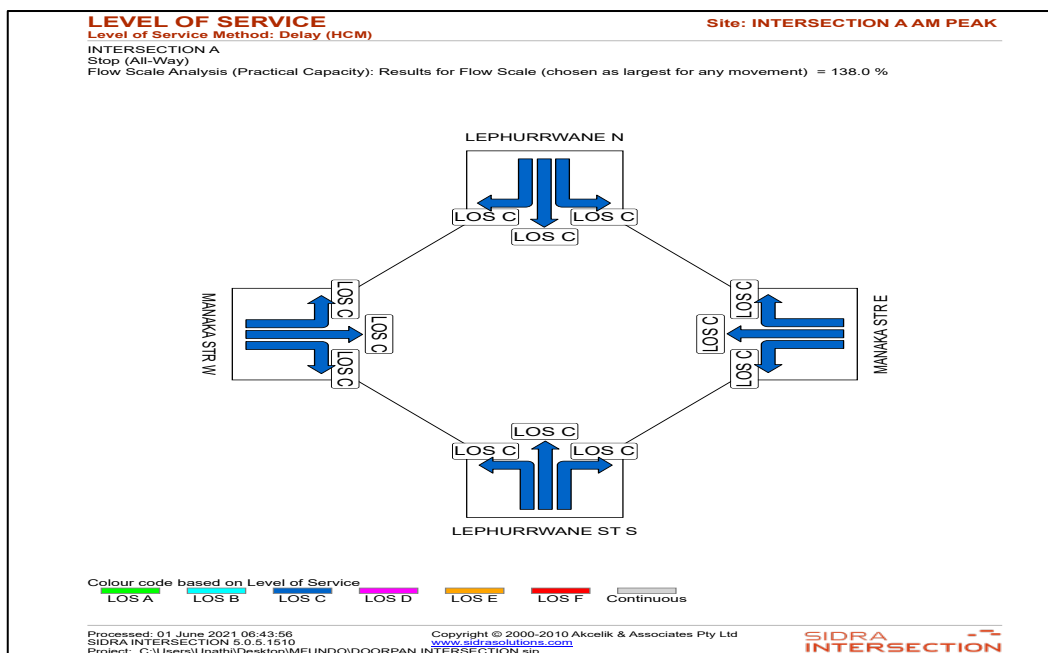 LEVEL OF SERVICE
Site: INTERSECTION A AM PEAK
Level of Service Method: Delay (HCM)
INTERSECTION A
Stop (All-Way)
Flow Scale Analysis (Practical Capacity): Results for Flow Scale (chosen as largest for any movement) = 138.0 %
LEPHURRWANE N
LOS C LOS C
LOS C
MANAKA STR W
LOS C
LOS C
LOS C
LOS C
LOS C
LOS C
MANAKA STR E
LOS C
LOS C LOS C
LEPHURRWANE ST S
Colour code based on Level of Service
LOS A LOS B LOS C LOS D LOS E LOS F Continuous
Processed: 01 June 2021 06:43:56
SIDRA INTERSECTION 5.0.5.1510
Copyright © 2000-2010 Akcelik & Associates Pty Ltd
www.sidrasolutions.com
SIDRA
INTERSECTION